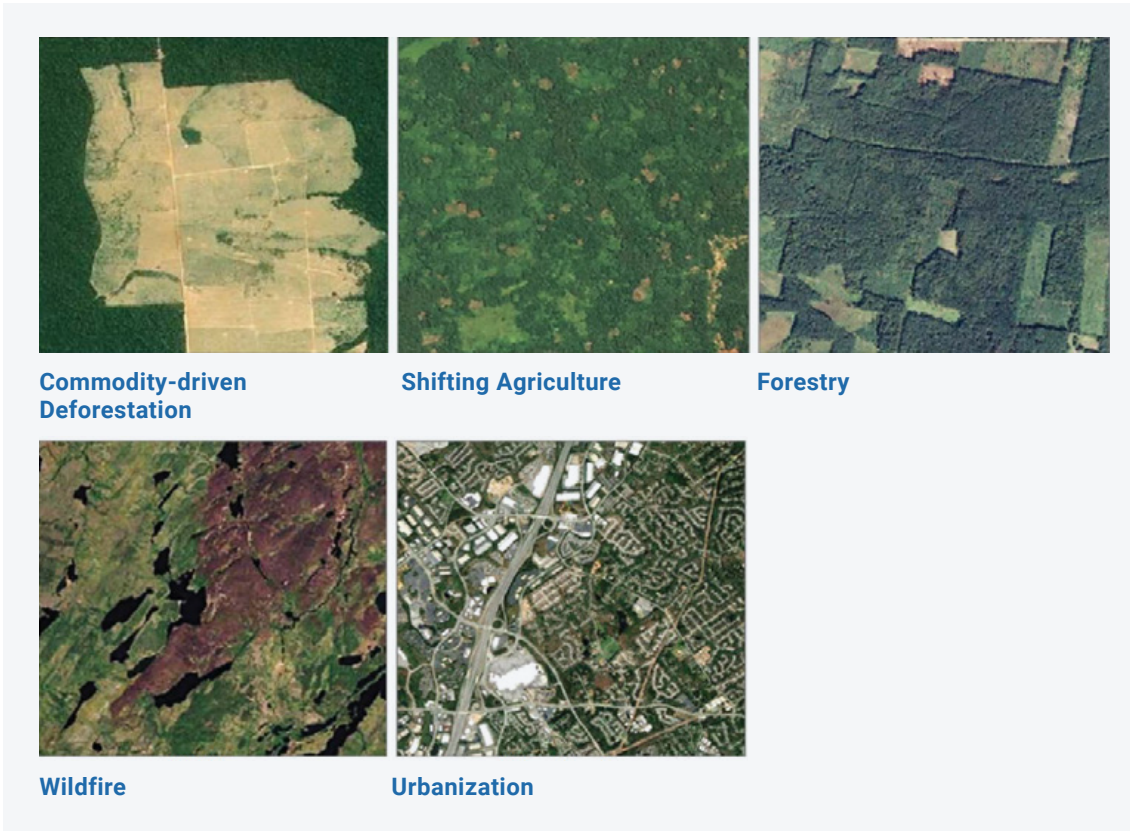 Commodity-driven
Deforestation
Shifting Agriculture
Forestry
Wildfire
Urbanization